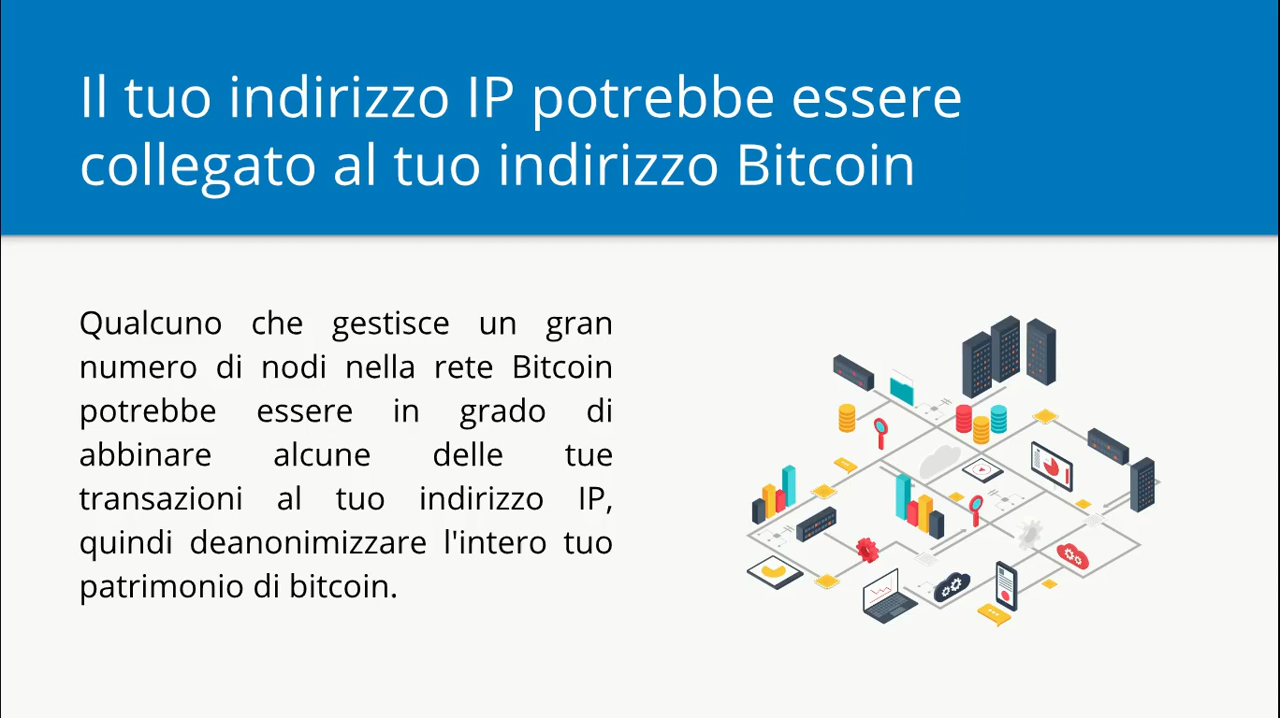 Il tuo indirizzo IP potrebbe essere
collegato al tuo indirizzo Bitcoin
Qualcuno che gestisce un gran
numero di nodi nella rete Bitcoin
potrebbe essere in grado di
abbinare alcune delle tue
transazioni al tuo indirizzo IP,
quindi deanonimizzare l'intero tuo
patrimonio di bitcoin.